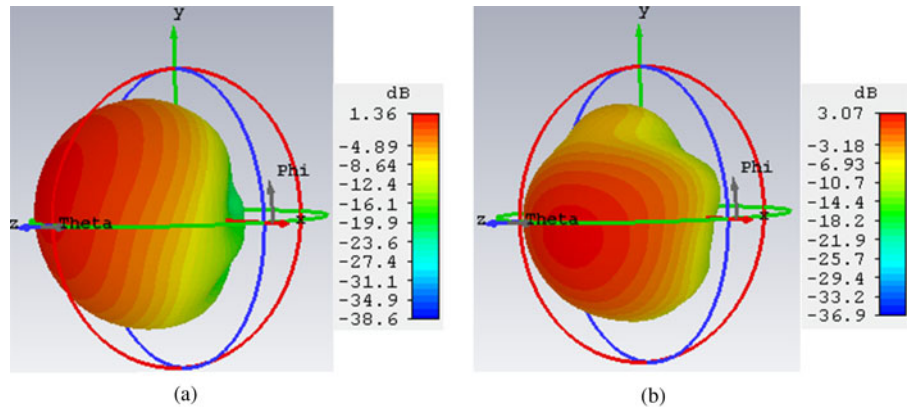 y
z
Theta
Phi
x
dB
1.36
-4.89
-8.64
-12.4
-16.1
-19.9
-23.6
-27.4
-31.1
-34.9
-38.6
(a)
y
z
Theta
Phi
x
dB
3.07
-3.18
-6.93
-10.7
-14.4
-18.2
-21.9
-25.7
-29.4
-33.2
-36.9
(b)